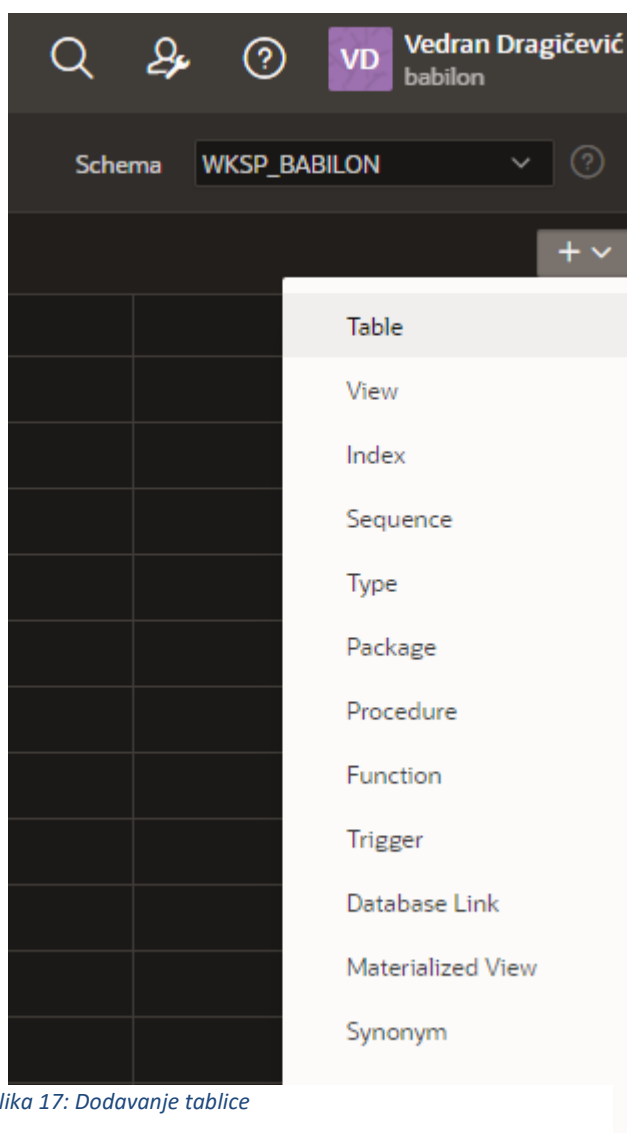 VD
Vedran Dragičević
babilon
Schema WKSP_BABILON
Table
View
Index
Sequence
Type
Package
Procedure
Function
Trigger
Database Link
Materialized View
Synonym
lika 17: Dodavanje tablice